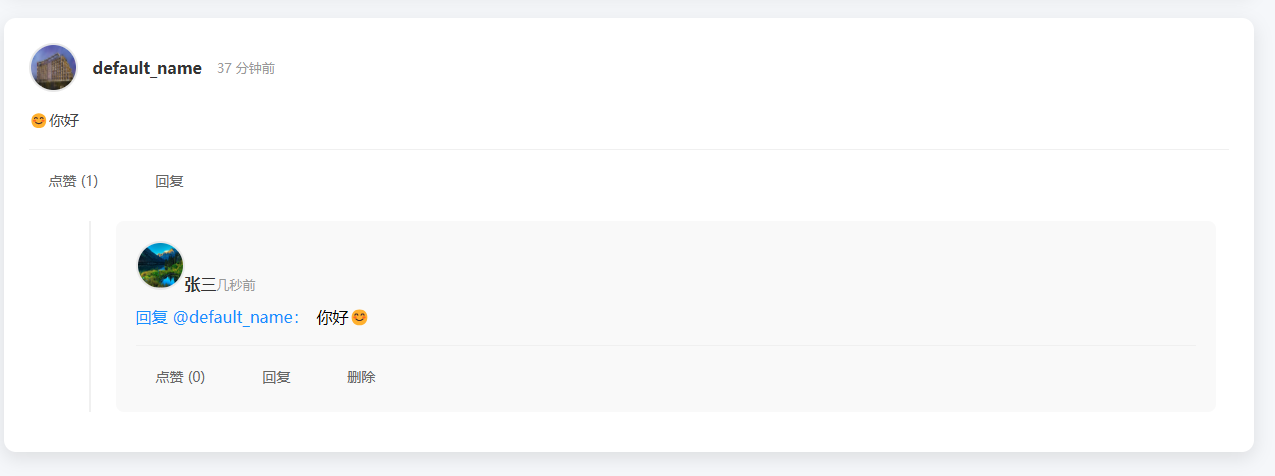 default_name 37 分钟前
😊你好
点赞 (1) 回复
张三几秒前
回复 @default_name： 你好😊
点赞 (0) 回复 删除